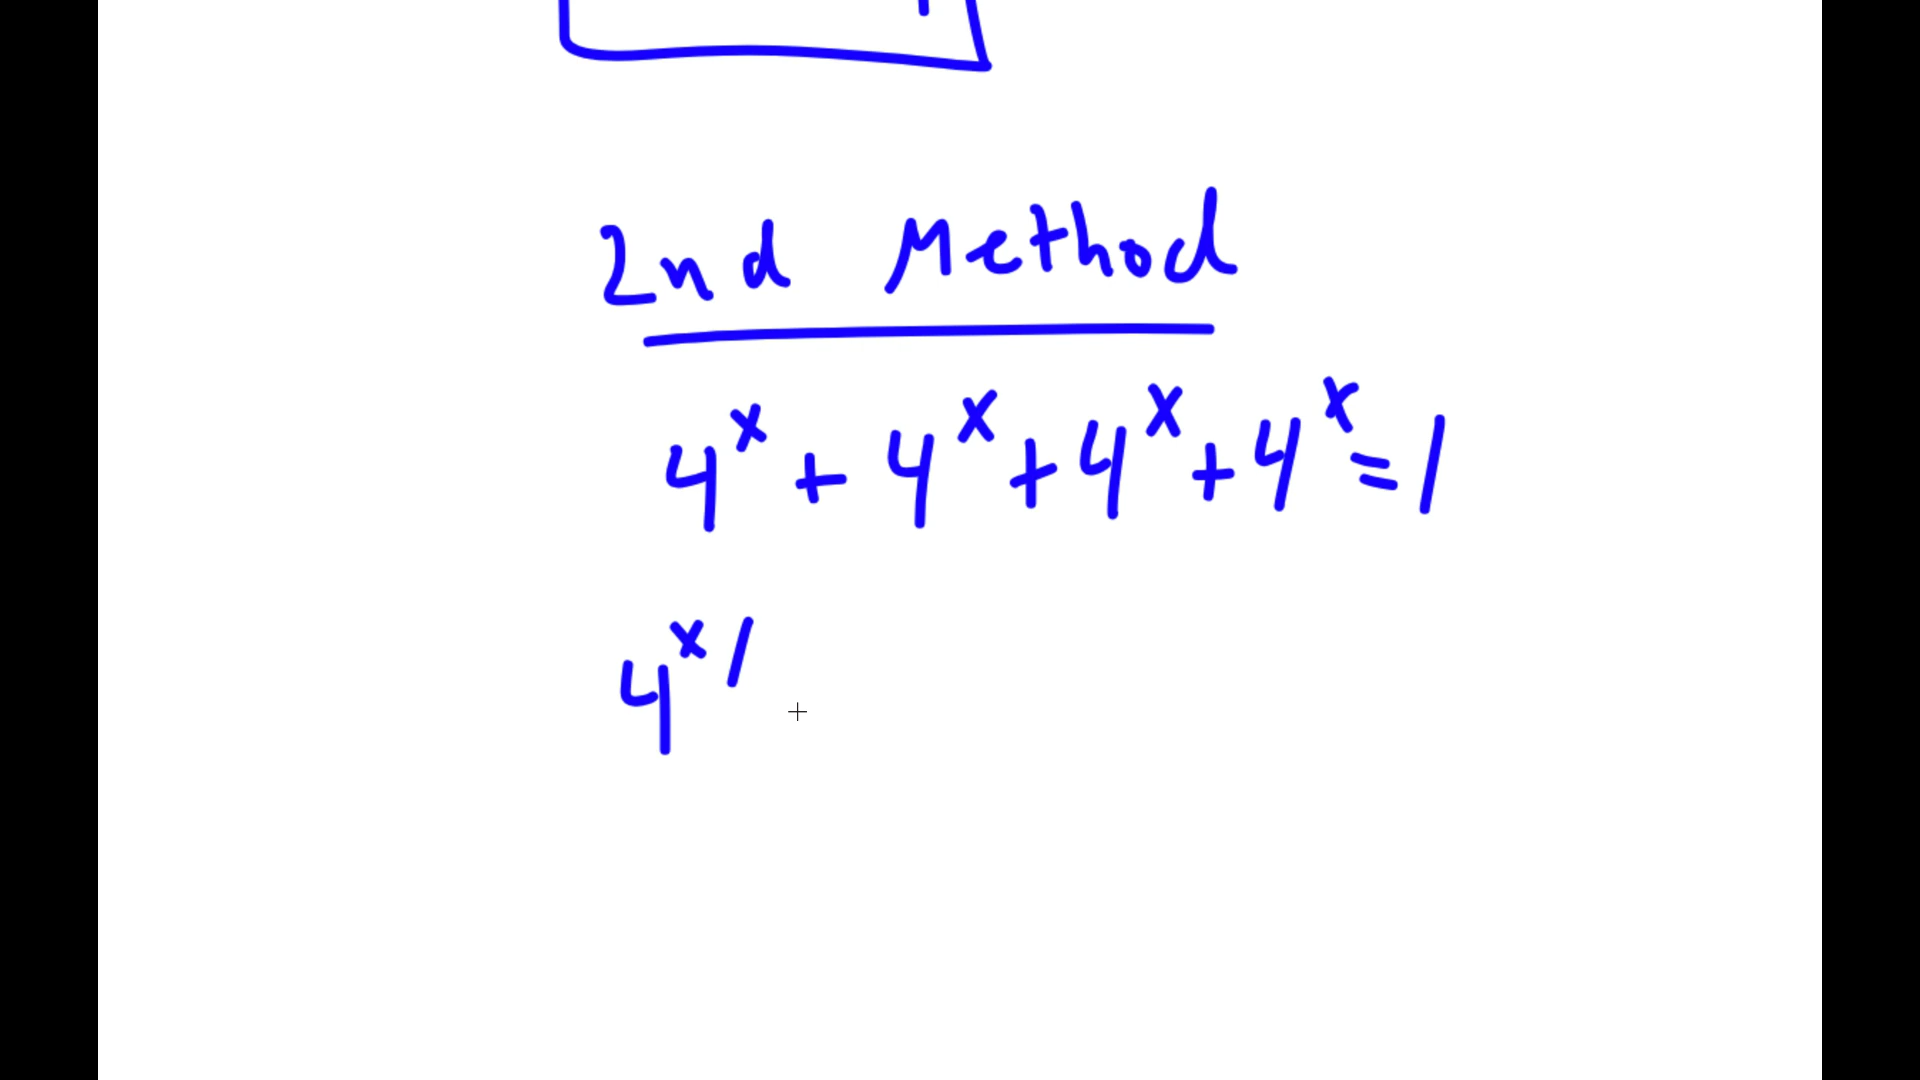 2nd Method
4^x + 4^x + 4^x + 4^x = 1
4^x /